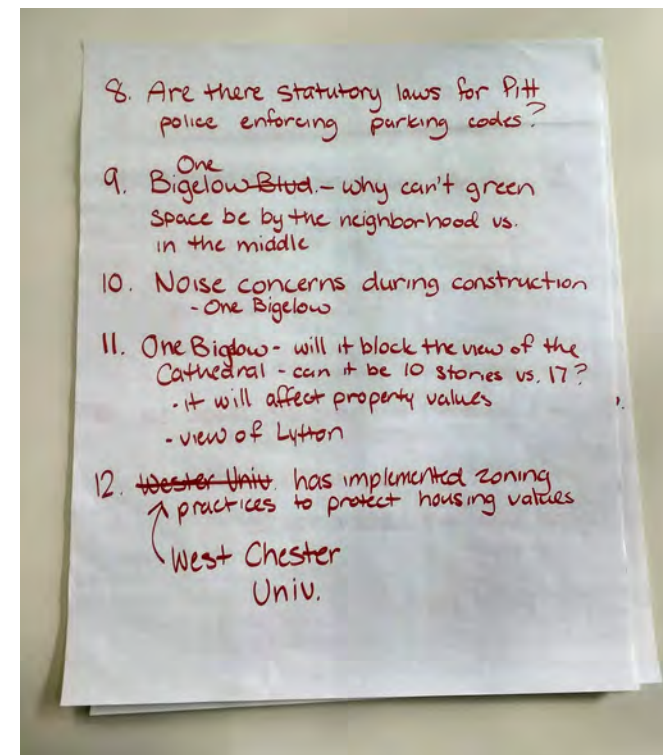 8. Are there statutory laws for Pitt
police enforcing parking codes?
One
9. Bigelow Blvd. - why can't green
space be by the neighborhood vs.
in the middle
10. Noise concerns during construction
- One Bigelow
11. One Biglow - will it block the view of the
Cathedral - can it be 10 stories vs. 17?
- it will affect property values
- view of Lytton
12. Wester Univ. has implemented zoning
practices to protect housing values
West Chester
Univ.